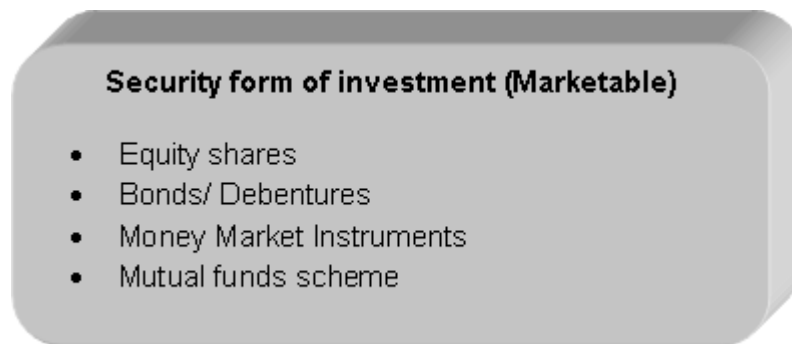 Security form of investment (Marketable)
• Equity shares
• Bonds/ Debentures
• Money Market Instruments
• Mutual funds scheme